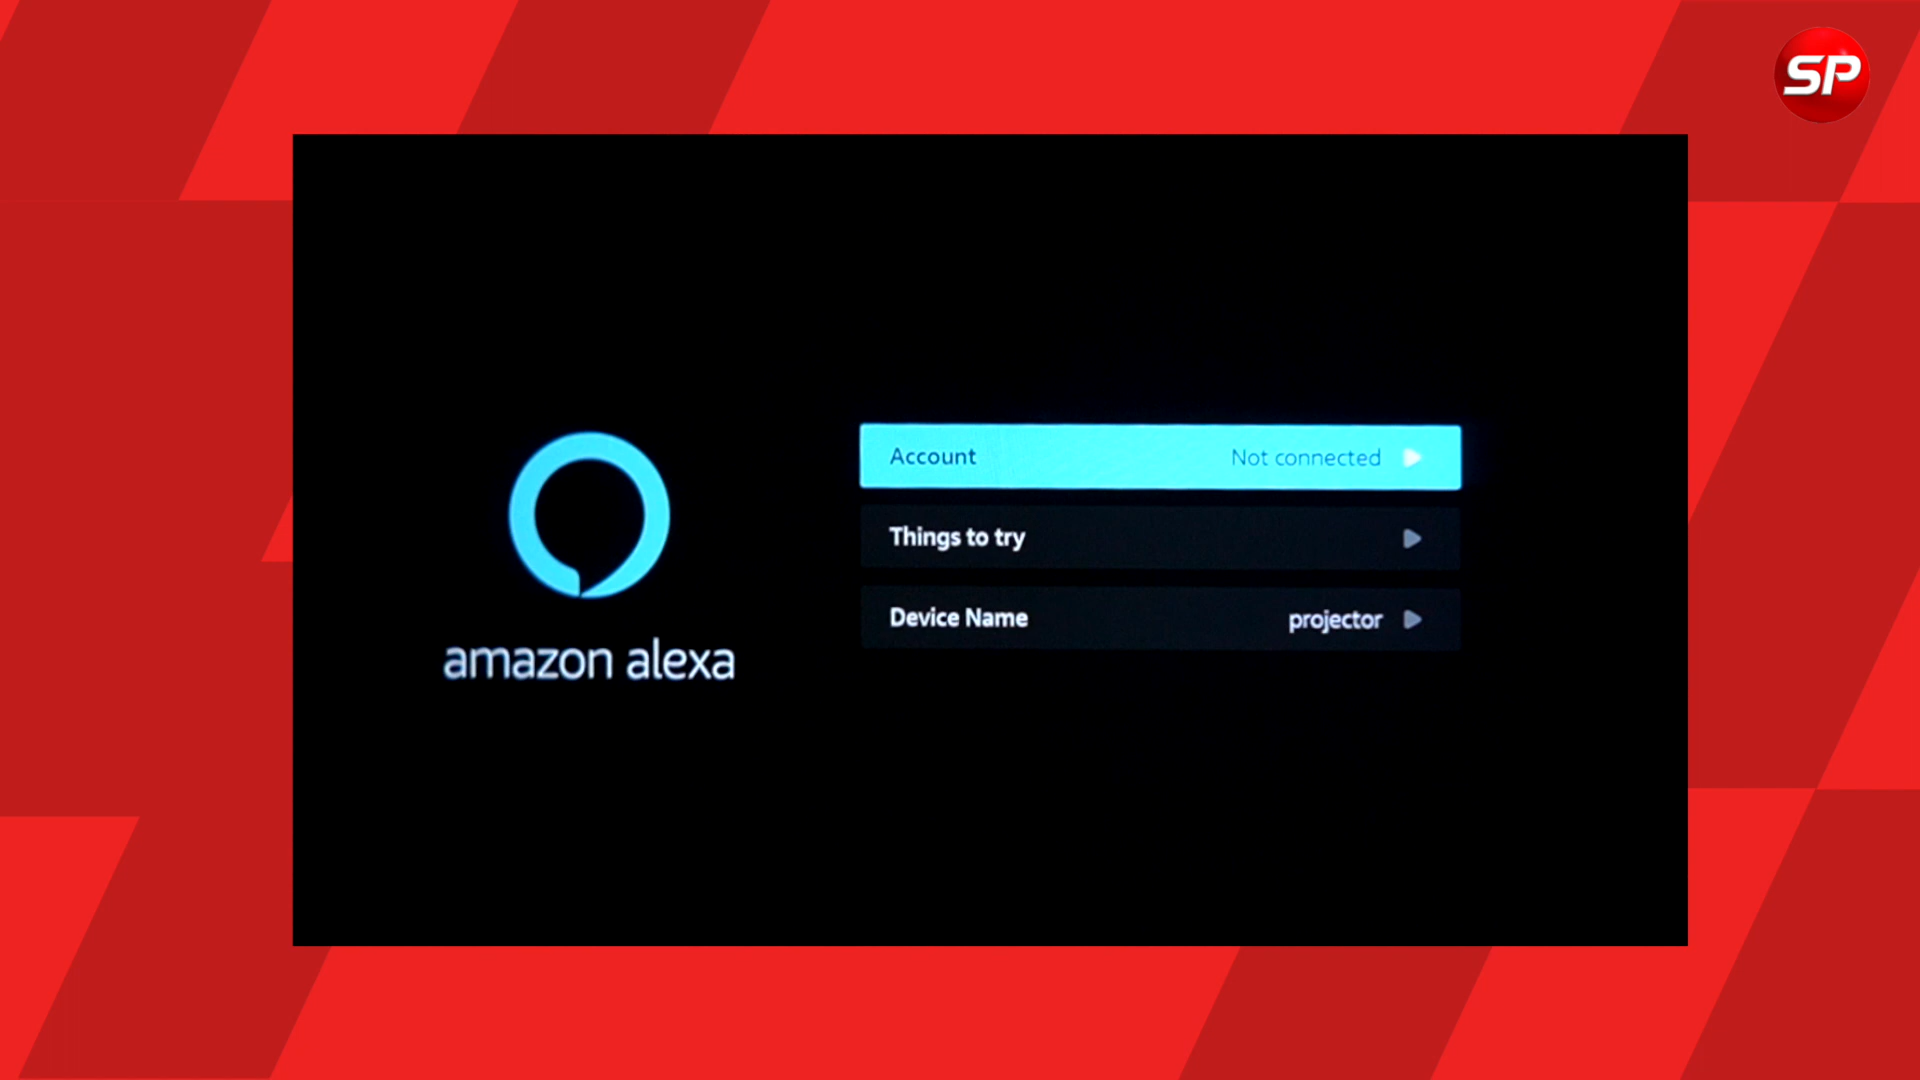 SP
amazon alexa
Account Not connected
Things to try
Device Name projector